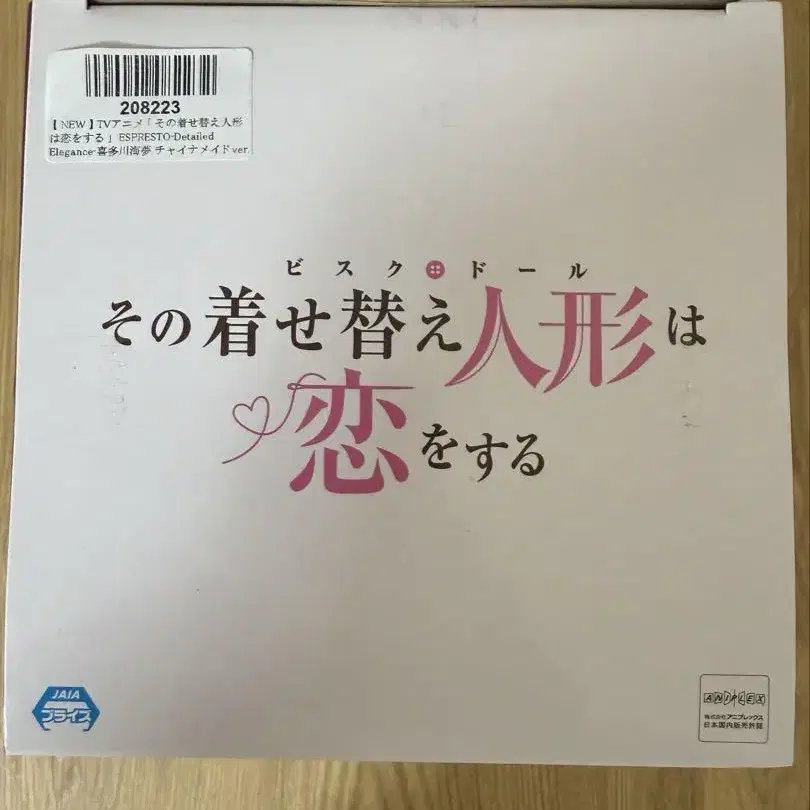 208223
【 NEW 】TVアニメ「その着せ替え人形
は恋をする」ESPRESTO-Detailed
Elegance-喜多川海夢 チャイナメイドver.
ビスク・ドール
その着せ替え人形は
恋をする
JAIA
プライズ
ANIPLEX
株式会社アニプレックス
日本国内販売許諾